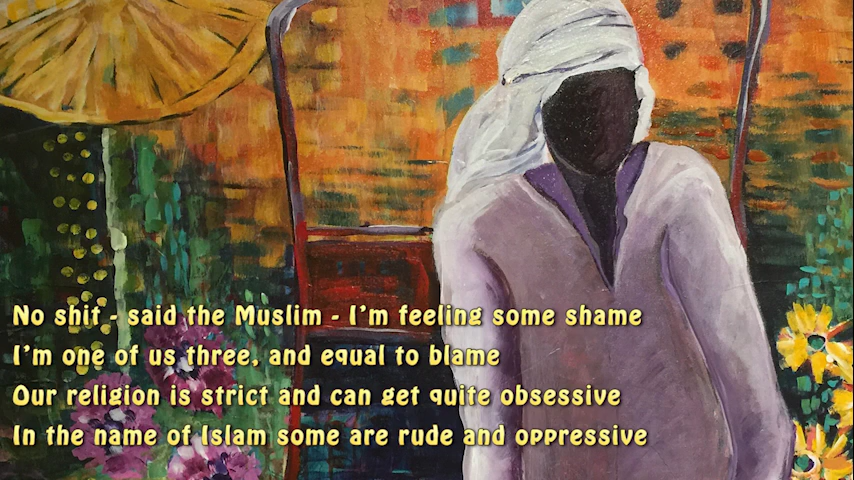 No shit - said the Muslim - I'm feeling some shame
I'm one of us three, and equal to blame
Our religion is strict and can get quite obsessive
In the name of Islam some are rude and oppressive